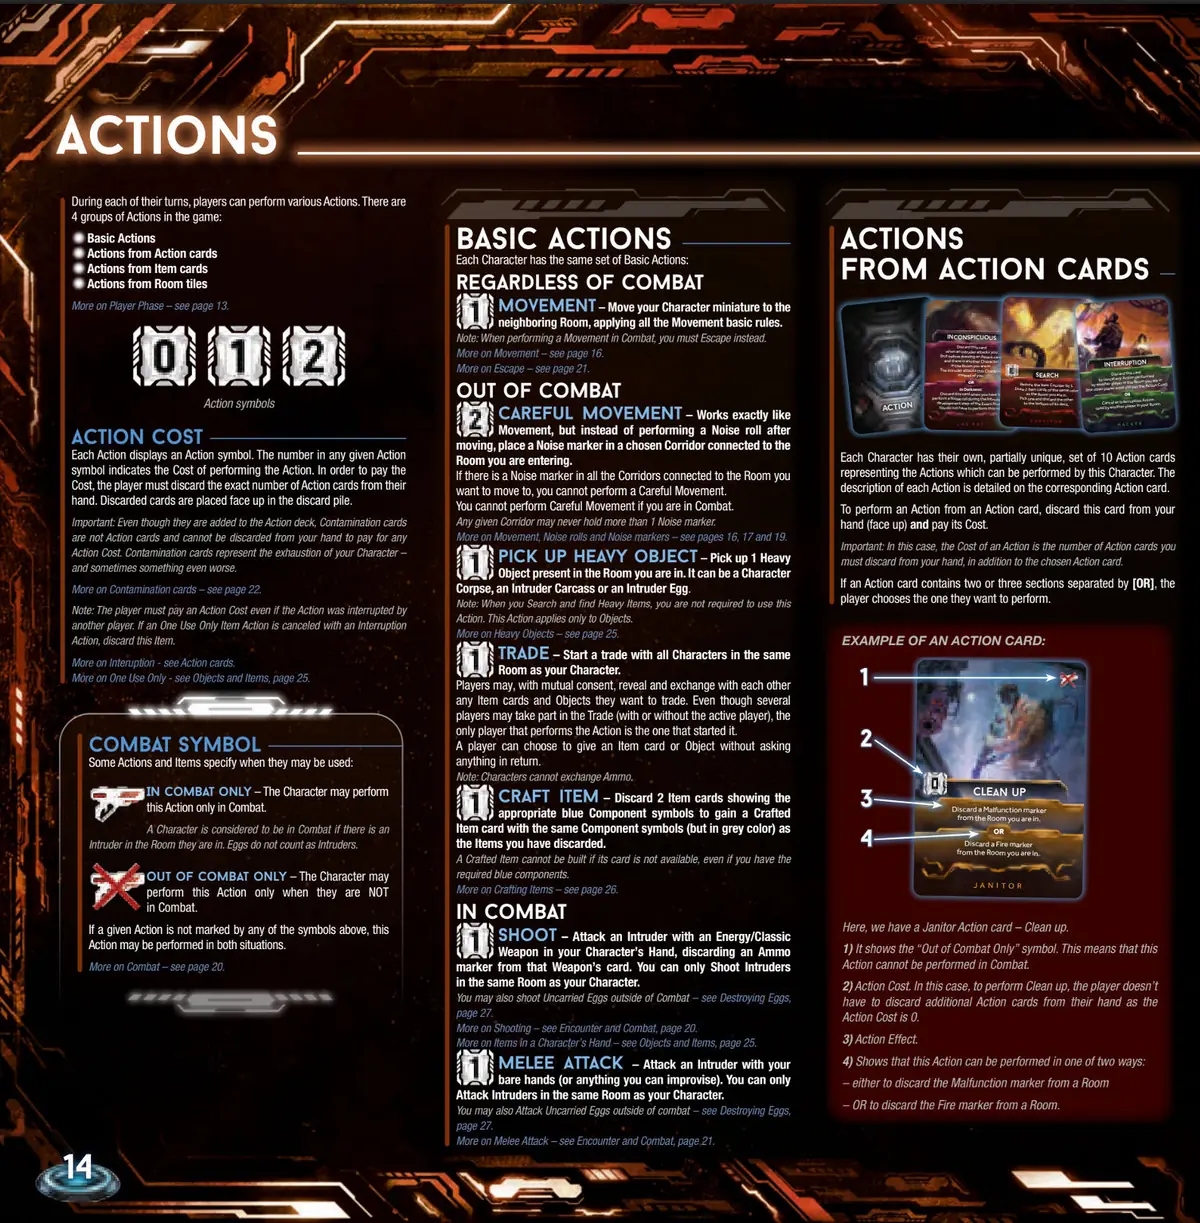 ACTIONS
During each of their turns, players can perform various Actions. There are
4 groups of Actions in the game:
Basic Actions
Actions from Action cards
Actions from Item cards
Actions from Room tiles
More on Player Phase – see page 13.
0 1 2
Action symbols
ACTION COST
Each Action displays an Action symbol. The number in any given Action
symbol indicates the Cost of performing the Action. In order to pay the
Cost, the player must discard the exact number of Action cards from their
hand. Discarded cards are placed face up in the discard pile.
Important: Even though they are added to the Action deck, Contamination cards
are not Action cards and cannot be discarded from your hand to pay for any
Action Cost. Contamination cards represent the exhaustion of your Character –
and sometimes something even worse.
More on Contamination cards – see page 22.
Note: The player must pay an Action Cost even if the Action was interrupted by
another player. If an One Use Only Item Action is canceled with an Interruption
Action, discard this Item.
More on Interuption - see Action cards.
More on One Use Only - see Objects and Items, page 25.
COMBAT SYMBOL
Some Actions and Items specify when they may be used:
IN COMBAT ONLY – The Character may perform
this Action only in Combat.
A Character is considered to be in Combat if there is an
Intruder in the Room they are in. Eggs do not count as Intruders.
OUT OF COMBAT ONLY – The Character may
perform this Action only when they are NOT
in Combat.
If a given Action is not marked by any of the symbols above, this
Action may be performed in both situations.
More on Combat – see page 20.
14
BASIC ACTIONS
Each Character has the same set of Basic Actions:
REGARDLESS OF COMBAT
1 MOVEMENT – Move your Character miniature to the
neighboring Room, applying all the Movement basic rules.
Note: When performing a Movement in Combat, you must Escape instead.
More on Movement – see page 16.
More on Escape – see page 21.
OUT OF COMBAT
2 CAREFUL MOVEMENT – Works exactly like
Movement, but instead of performing a Noise roll after
moving, place a Noise marker in a chosen Corridor connected to the
Room you are entering.
If there is a Noise marker in all the Corridors connected to the Room you
want to move to, you cannot perform a Careful Movement.
You cannot perform Careful Movement if you are in Combat.
Any given Corridor may never hold more than 1 Noise marker.
More on Movement, Noise rolls and Noise markers – see pages 16, 17 and 19.
1 PICK UP HEAVY OBJECT – Pick up 1 Heavy
Object present in the Room you are in. It can be a Character
Corpse, an Intruder Carcass or an Intruder Egg.
Note: When you Search and find Heavy Items, you are not required to use this
Action. This Action applies only to Objects.
More on Heavy Objects – see page 25.
1 TRADE – Start a trade with all Characters in the same
Room as your Character.
Players may, with mutual consent, reveal and exchange with each other
any Item cards and Objects they want to trade. Even though several
players may take part in the Trade (with or without the active player), the
only player that performs the Action is the one that started it.
A player can choose to give an Item card or Object without asking
anything in return.
Note: Characters cannot exchange Ammo.
1 CRAFT ITEM – Discard 2 Item cards showing the
appropriate blue Component symbols to gain a Crafted
Item card with the same Component symbols (but in grey color) as
the Items you have discarded.
A Crafted Item cannot be built if its card is not available, even if you have the
required blue components.
More on Crafting Items – see page 26.
IN COMBAT
1 SHOOT – Attack an Intruder with an Energy/Classic
Weapon in your Character's Hand, discarding an Ammo
marker from that Weapon's card. You can only Shoot Intruders
in the same Room as your Character.
You may also shoot Uncarried Eggs outside of Combat – see Destroying Eggs,
page 27.
More on Shooting – see Encounter and Combat, page 20.
More on Items in a Character's Hand – see Objects and Items, page 25.
1 MELEE ATTACK – Attack an Intruder with your
bare hands (or anything you can improvise). You can only
Attack Intruders in the same Room as your Character.
You may also Attack Uncarried Eggs outside of combat – see Destroying Eggs,
page 27.
More on Melee Attack – see Encounter and Combat, page 21.
ACTIONS
FROM ACTION CARDS
ACTION
INCONSPICUOUS
SEARCH
INTERRUPTION
Each Character has their own, partially unique, set of 10 Action cards
representing the Actions which can be performed by this Character. The
description of each Action is detailed on the corresponding Action card.
To perform an Action from an Action card, discard this card from your
hand (face up) and pay its Cost.
Important: In this case, the Cost of an Action is the number of Action cards you
must discard from your hand, in addition to the chosen Action card.
If an Action card contains two or three sections separated by [OR], the
player chooses the one they want to perform.
EXAMPLE OF AN ACTION CARD:
1
2
3
4
0
CLEAN UP
Discard a Malfunction marker
from the Room you are in.
OR
Discard a Fire marker
from the Room you are in.
JANITOR
Here, we have a Janitor Action card – Clean up.
1) It shows the “Out of Combat Only” symbol. This means that this
Action cannot be performed in Combat.
2) Action Cost. In this case, to perform Clean up, the player doesn't
have to discard additional Action cards from their hand as the
Action Cost is 0.
3) Action Effect.
4) Shows that this Action can be performed in one of two ways:
– either to discard the Malfunction marker from a Room
– OR to discard the Fire marker from a Room.